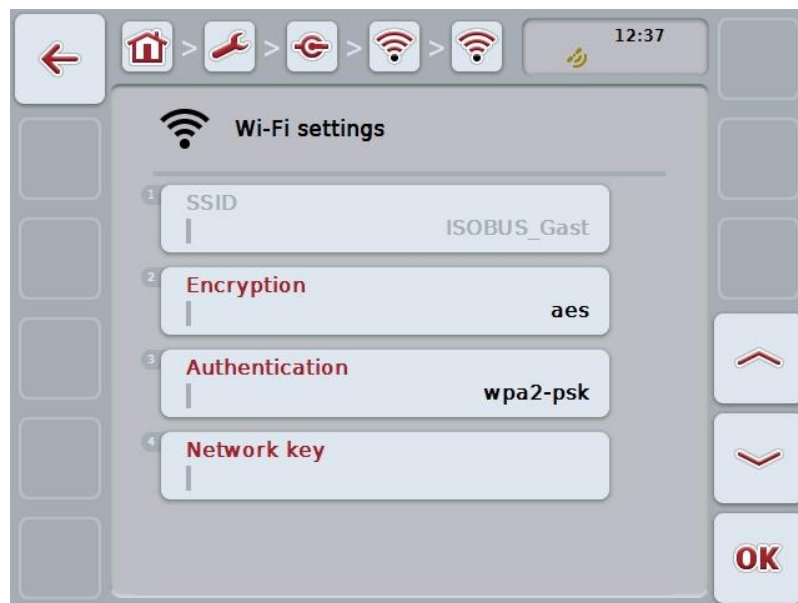 12:37
Wi-Fi settings
1
SSID
ISOBUS_Gast
2
Encryption
aes
3
Authentication
wpa2-psk
4
Network key
OK